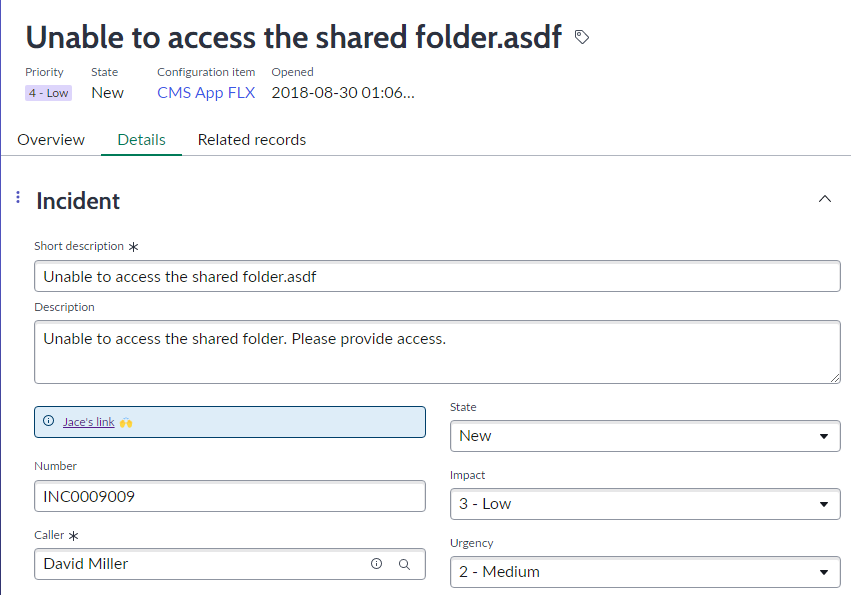 Unable to access the shared folder.asdf
Priority State Configuration item Opened
4 - Low New CMS App FLX 2018-08-30 01:06...
Overview Details Related records
Incident
Short description *
Unable to access the shared folder.asdf
Description
Unable to access the shared folder. Please provide access.
Jace's link 🙌
Number
INC0009009
Caller *
David Miller
State
New
Impact
3 - Low
Urgency
2 - Medium